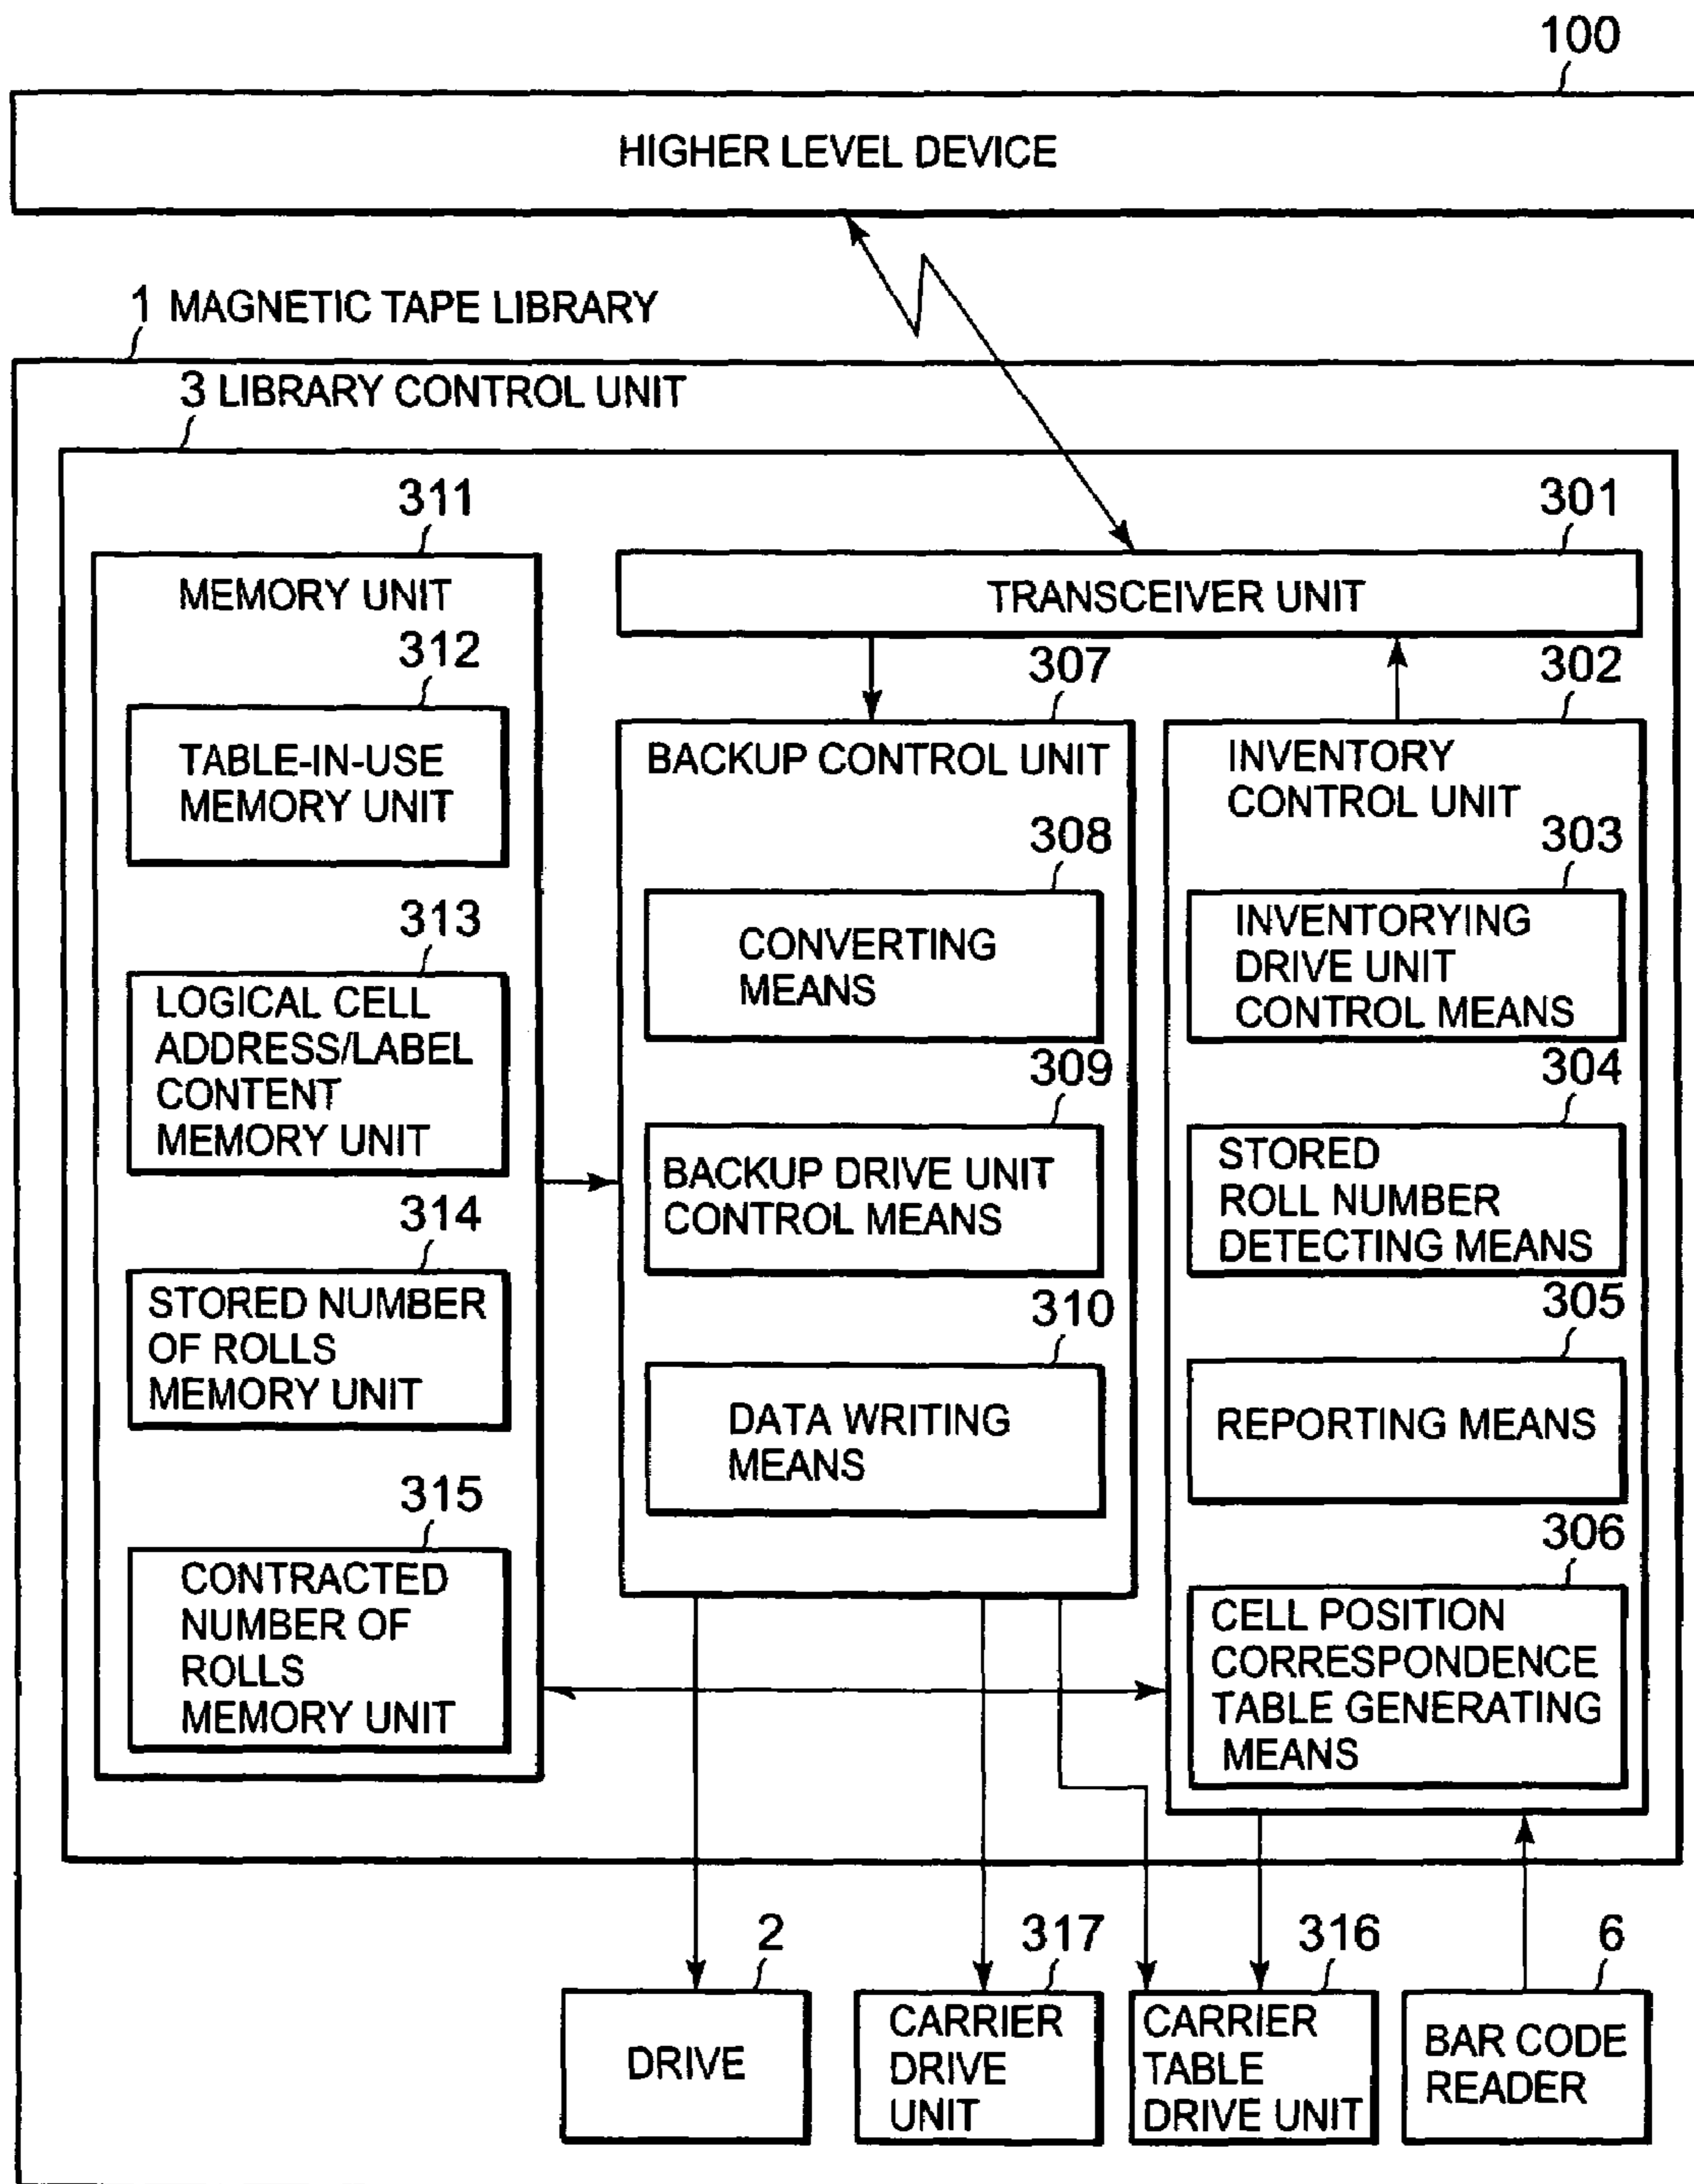 100
HIGHER LEVEL DEVICE
1 MAGNETIC TAPE LIBRARY
3 LIBRARY CONTROL UNIT
311
MEMORY UNIT
312
TABLE-IN-USE
MEMORY UNIT
313
LOGICAL CELL
ADDRESS/LABEL
CONTENT
MEMORY UNIT
314
STORED NUMBER
OF ROLLS
MEMORY UNIT
315
CONTRACTED
NUMBER OF
ROLLS
MEMORY UNIT
301
TRANSCEIVER UNIT
307
BACKUP CONTROL UNIT
308
CONVERTING
MEANS
309
BACKUP DRIVE UNIT
CONTROL MEANS
310
DATA WRITING
MEANS
302
INVENTORY
CONTROL UNIT
303
INVENTORYING
DRIVE UNIT
CONTROL MEANS
304
STORED
ROLL NUMBER
DETECTING MEANS
305
REPORTING MEANS
306
CELL POSITION
CORRESPONDENCE
TABLE GENERATING
MEANS
2
DRIVE
317
CARRIER
DRIVE
UNIT
316
CARRIER
TABLE
DRIVE UNIT
6
BAR CODE
READER